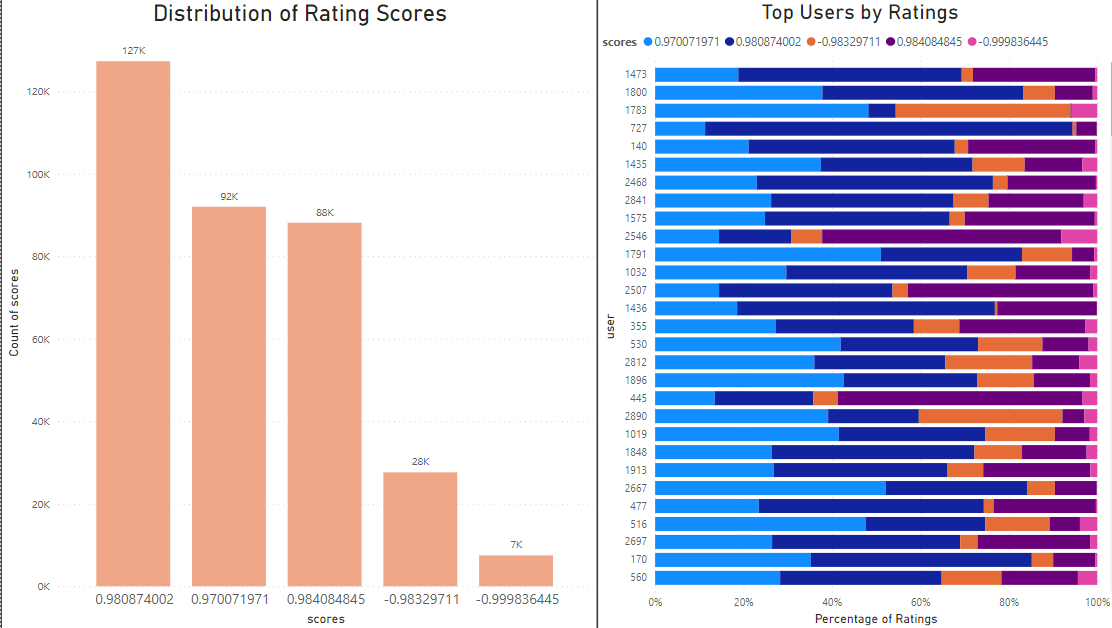 Distribution of Rating Scores
127K
92K
88K
28K
7K
120K
100K
80K
60K
40K
20K
0K
Count of scores
0.980874002 0.970071971 0.984084845 -0.98329711 -0.999836445
scores
Top Users by Ratings
scores 0.970071971 0.980874002 -0.98329711 0.984084845 -0.999836445
user
1473
1800
1783
727
140
1435
2468
2841
1575
2546
1791
1032
2507
1436
355
530
2812
1896
445
2890
1019
1848
1913
2667
477
516
2697
170
560
0% 20% 40% 60% 80% 100%
Percentage of Ratings